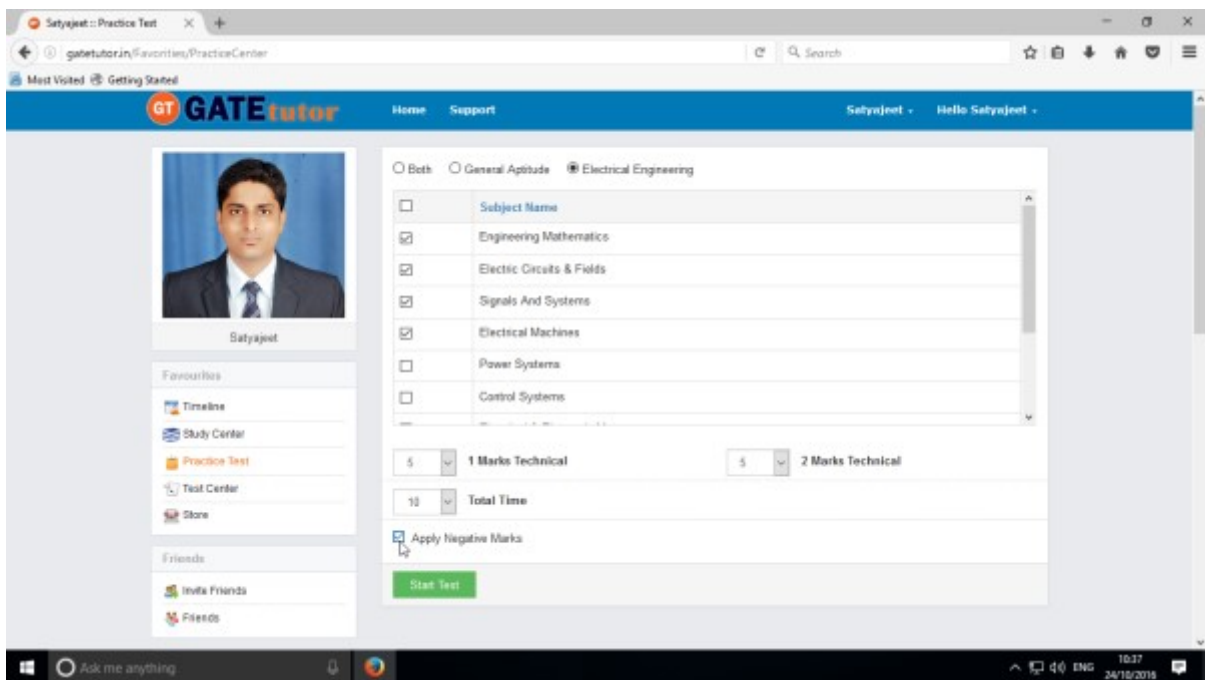 Satyajeet :: Practice Test
gatetutor.in/Favorities/PracticeCenter
Search
Most Visited Getting Started
GT GATEtutor Home Support Satyajeet Hello Satyajeet
Both General Aptitude Electrical Engineering
Subject Name
Engineering Mathematics
Electric Circuits & Fields
Signals And Systems
Electrical Machines
Power Systems
Control Systems
5 1 Marks Technical 5 2 Marks Technical
10 Total Time
Apply Negative Marks
Start Test
Satyajeet
Favourites
Timeline
Study Center
Practice Test
Test Center
Store
Friends
Invite Friends
Friends
Ask me anything
ENG
10:37
24/10/2016